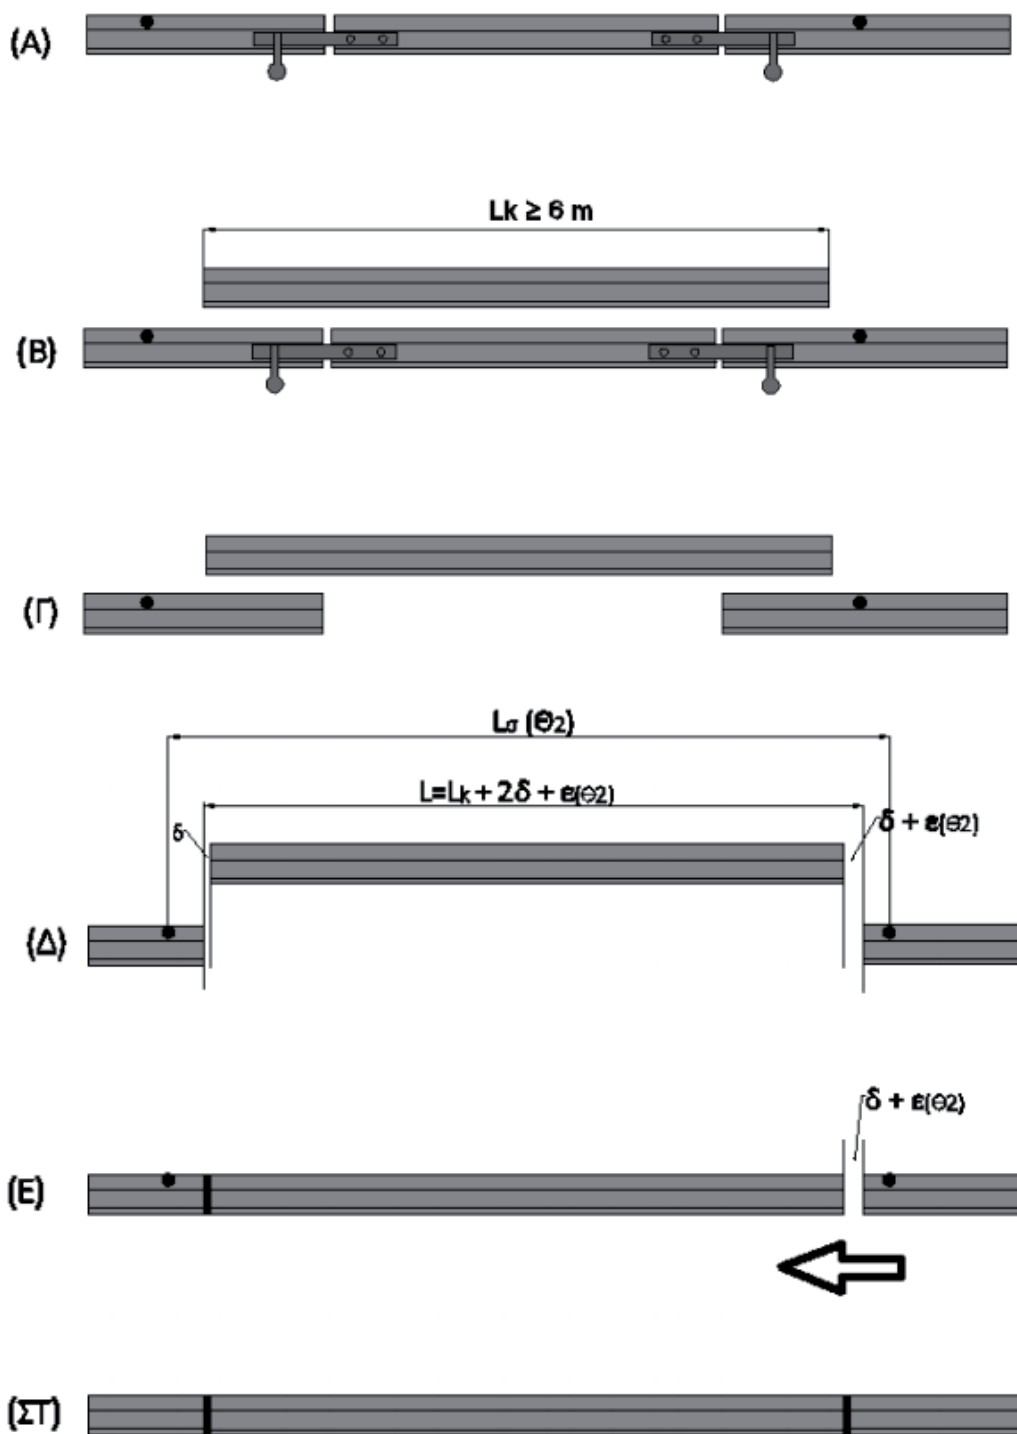 (Α)
Lk ≥ 6 m
(Β)
(Γ)
Lσ (Θ2)
L=Lk + 2δ + ε(Θ2)
δ
δ + ε(Θ2)
(Δ)
δ + ε(Θ2)
(Ε)
(ΣΤ)